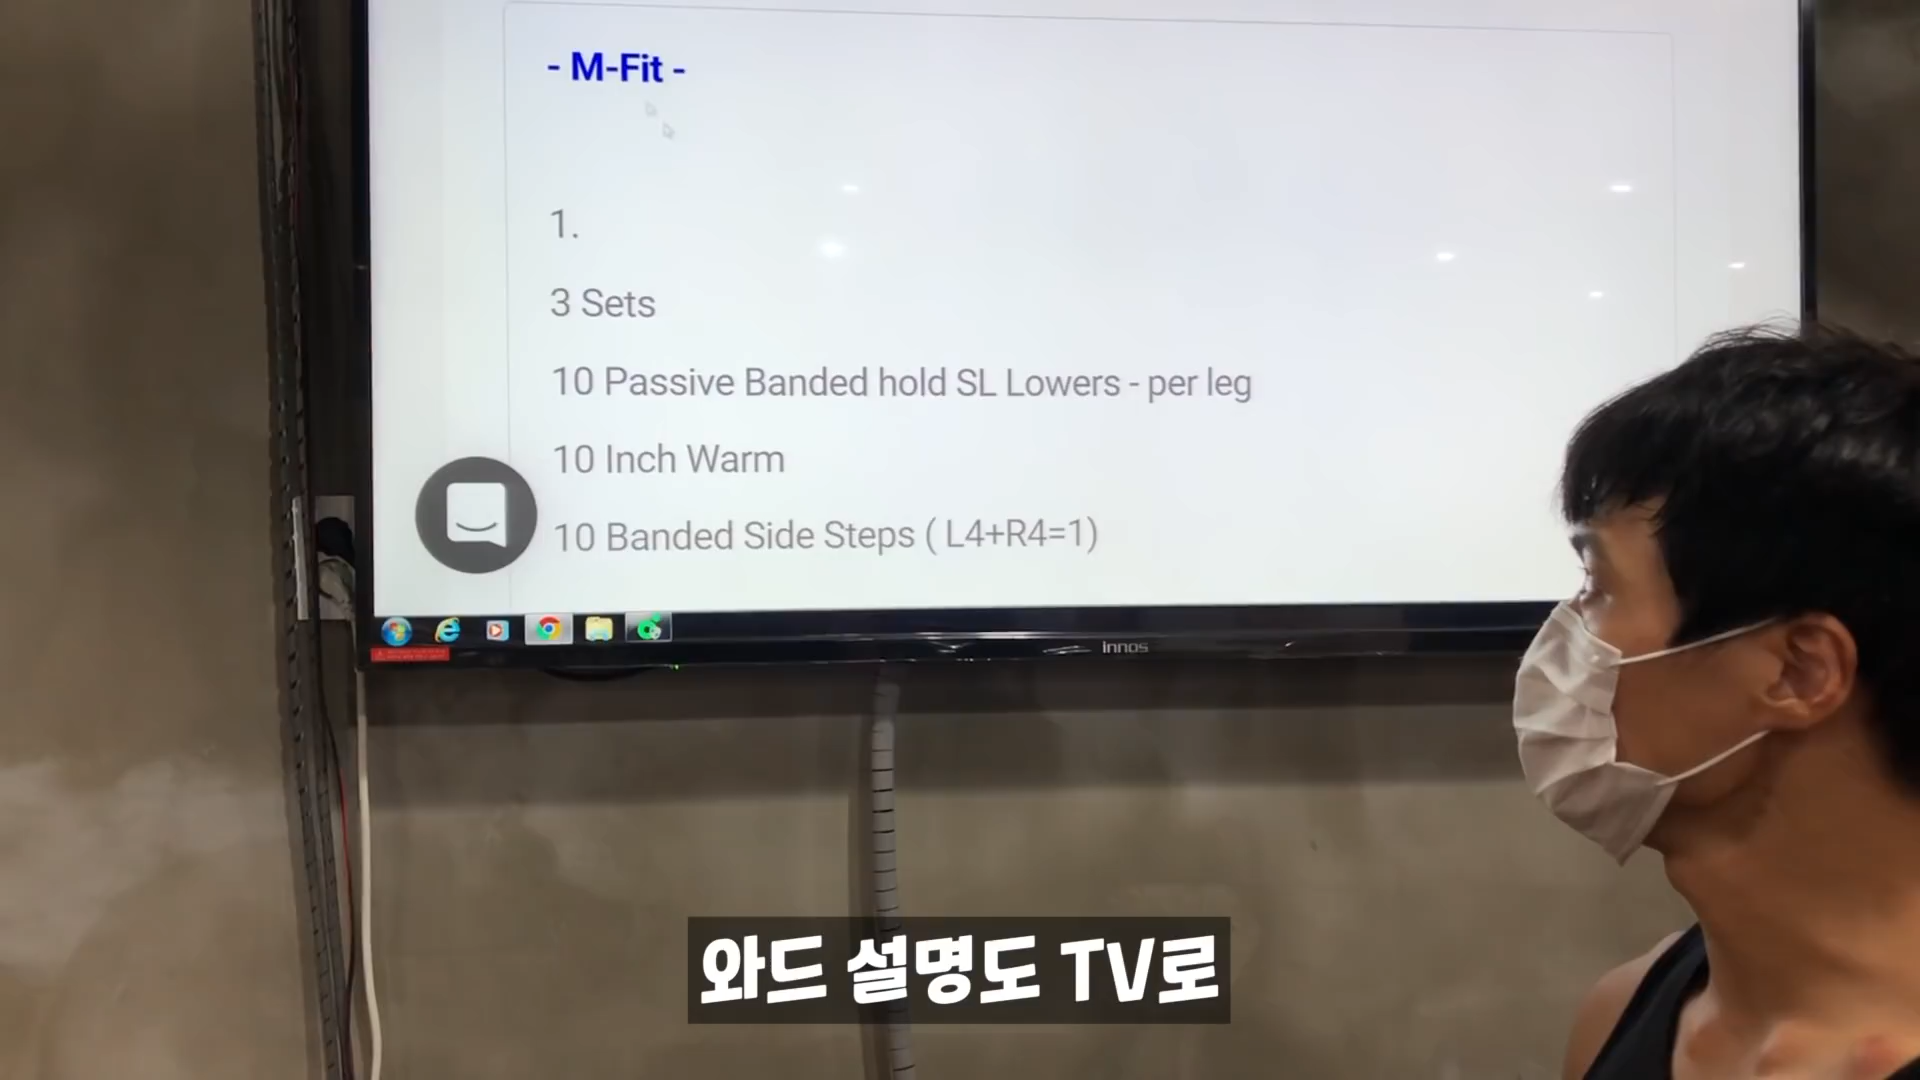 - M-Fit -
1.
3 Sets
10 Passive Banded hold SL Lowers - per leg
10 Inch Warm
10 Banded Side Steps ( L4+R4=1)
innos
와드 설명도 TV로